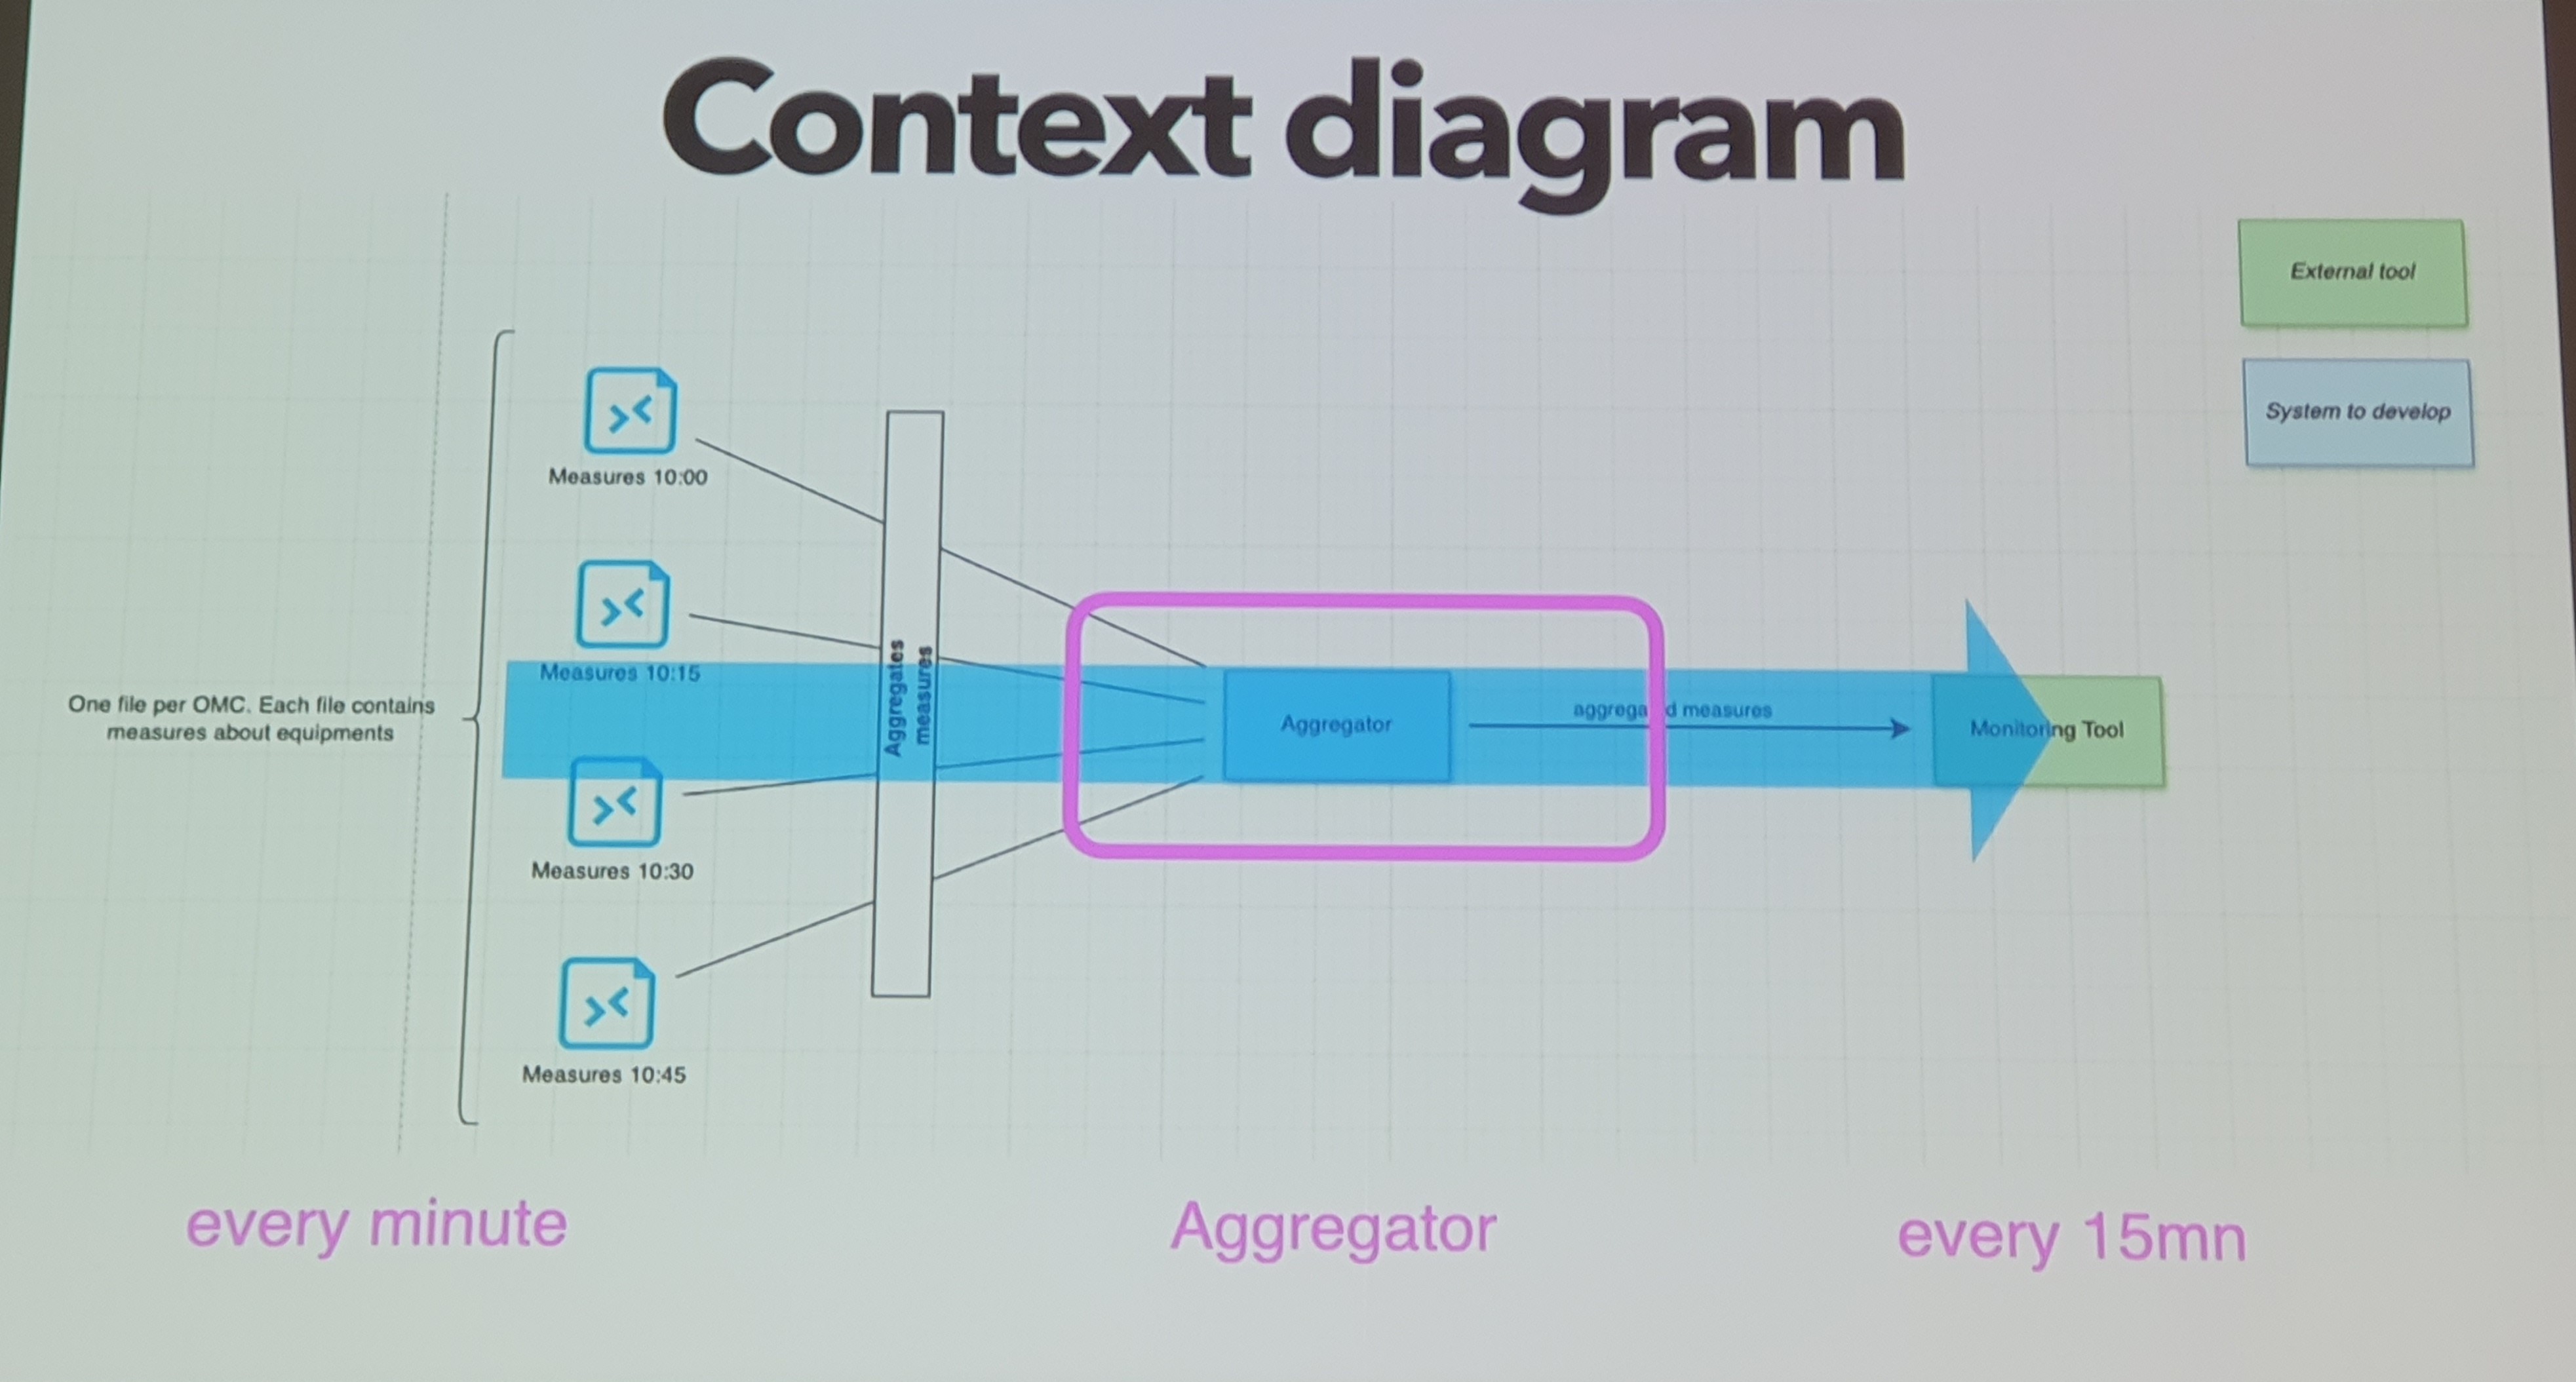 Context diagram
External tool
System to develop
Measures 10:00
Measures 10:15
One file per OMC. Each file contains
measures about equipments
Measures 10:30
Measures 10:45
Aggregates
measures
Aggregator
aggrega d measures
Monitoring Tool
every minute
Aggregator
every 15mn